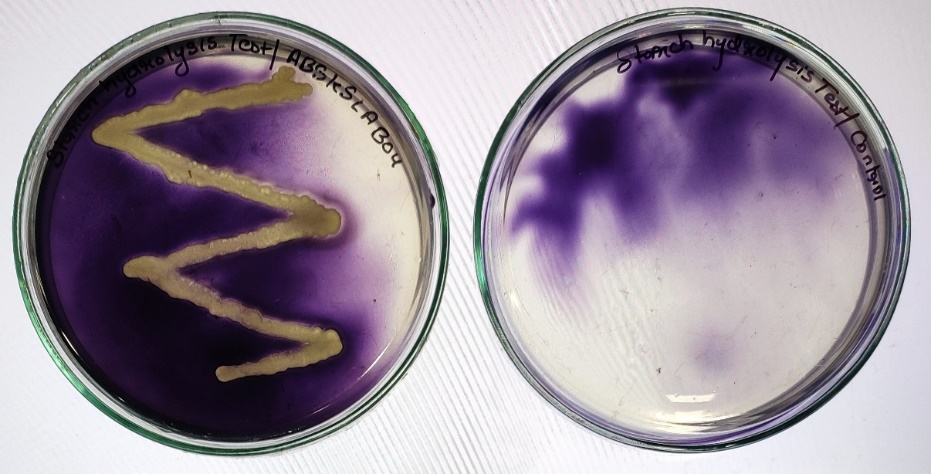 Starch hydrolysis Test/ ABSKSLAB04
Starch hydrolysis Test/ Control